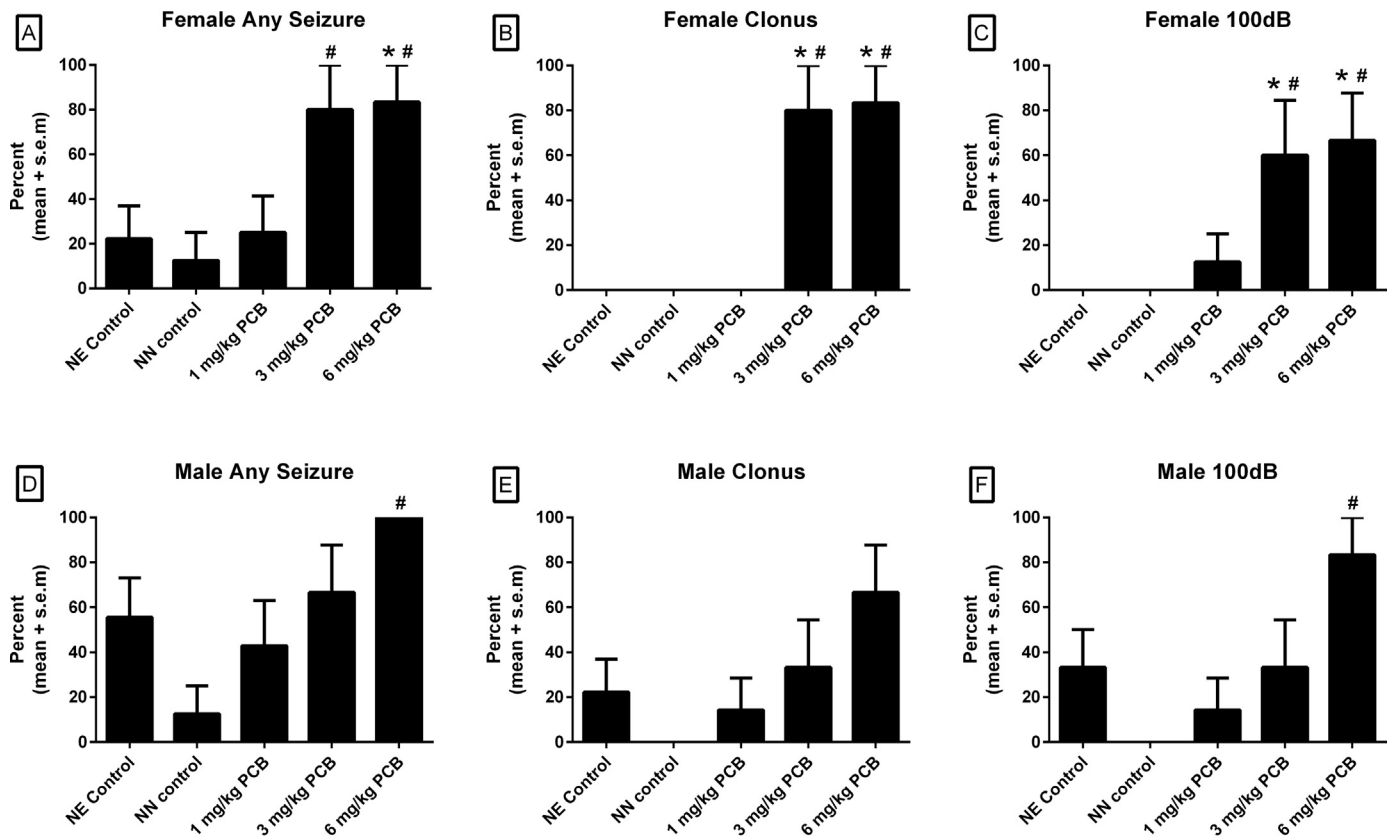 A
Female Any Seizure
#
* #
Percent
(mean + s.e.m)
100
80
60
40
20
0
NE Control
NN control
1 mg/kg PCB
3 mg/kg PCB
6 mg/kg PCB
B
Female Clonus
* #
* #
Percent
(mean + s.e.m)
100
80
60
40
20
0
NE Control
NN control
1 mg/kg PCB
3 mg/kg PCB
6 mg/kg PCB
C
Female 100dB
* #
* #
Percent
(mean + s.e.m)
100
80
60
40
20
0
NE Control
NN control
1 mg/kg PCB
3 mg/kg PCB
6 mg/kg PCB
D
Male Any Seizure
#
Percent
(mean + s.e.m)
100
80
60
40
20
0
NE Control
NN control
1 mg/kg PCB
3 mg/kg PCB
6 mg/kg PCB
E
Male Clonus
Percent
(mean + s.e.m)
100
80
60
40
20
0
NE Control
NN control
1 mg/kg PCB
3 mg/kg PCB
6 mg/kg PCB
F
Male 100dB
#
Percent
(mean + s.e.m)
100
80
60
40
20
0
NE Control
NN control
1 mg/kg PCB
3 mg/kg PCB
6 mg/kg PCB